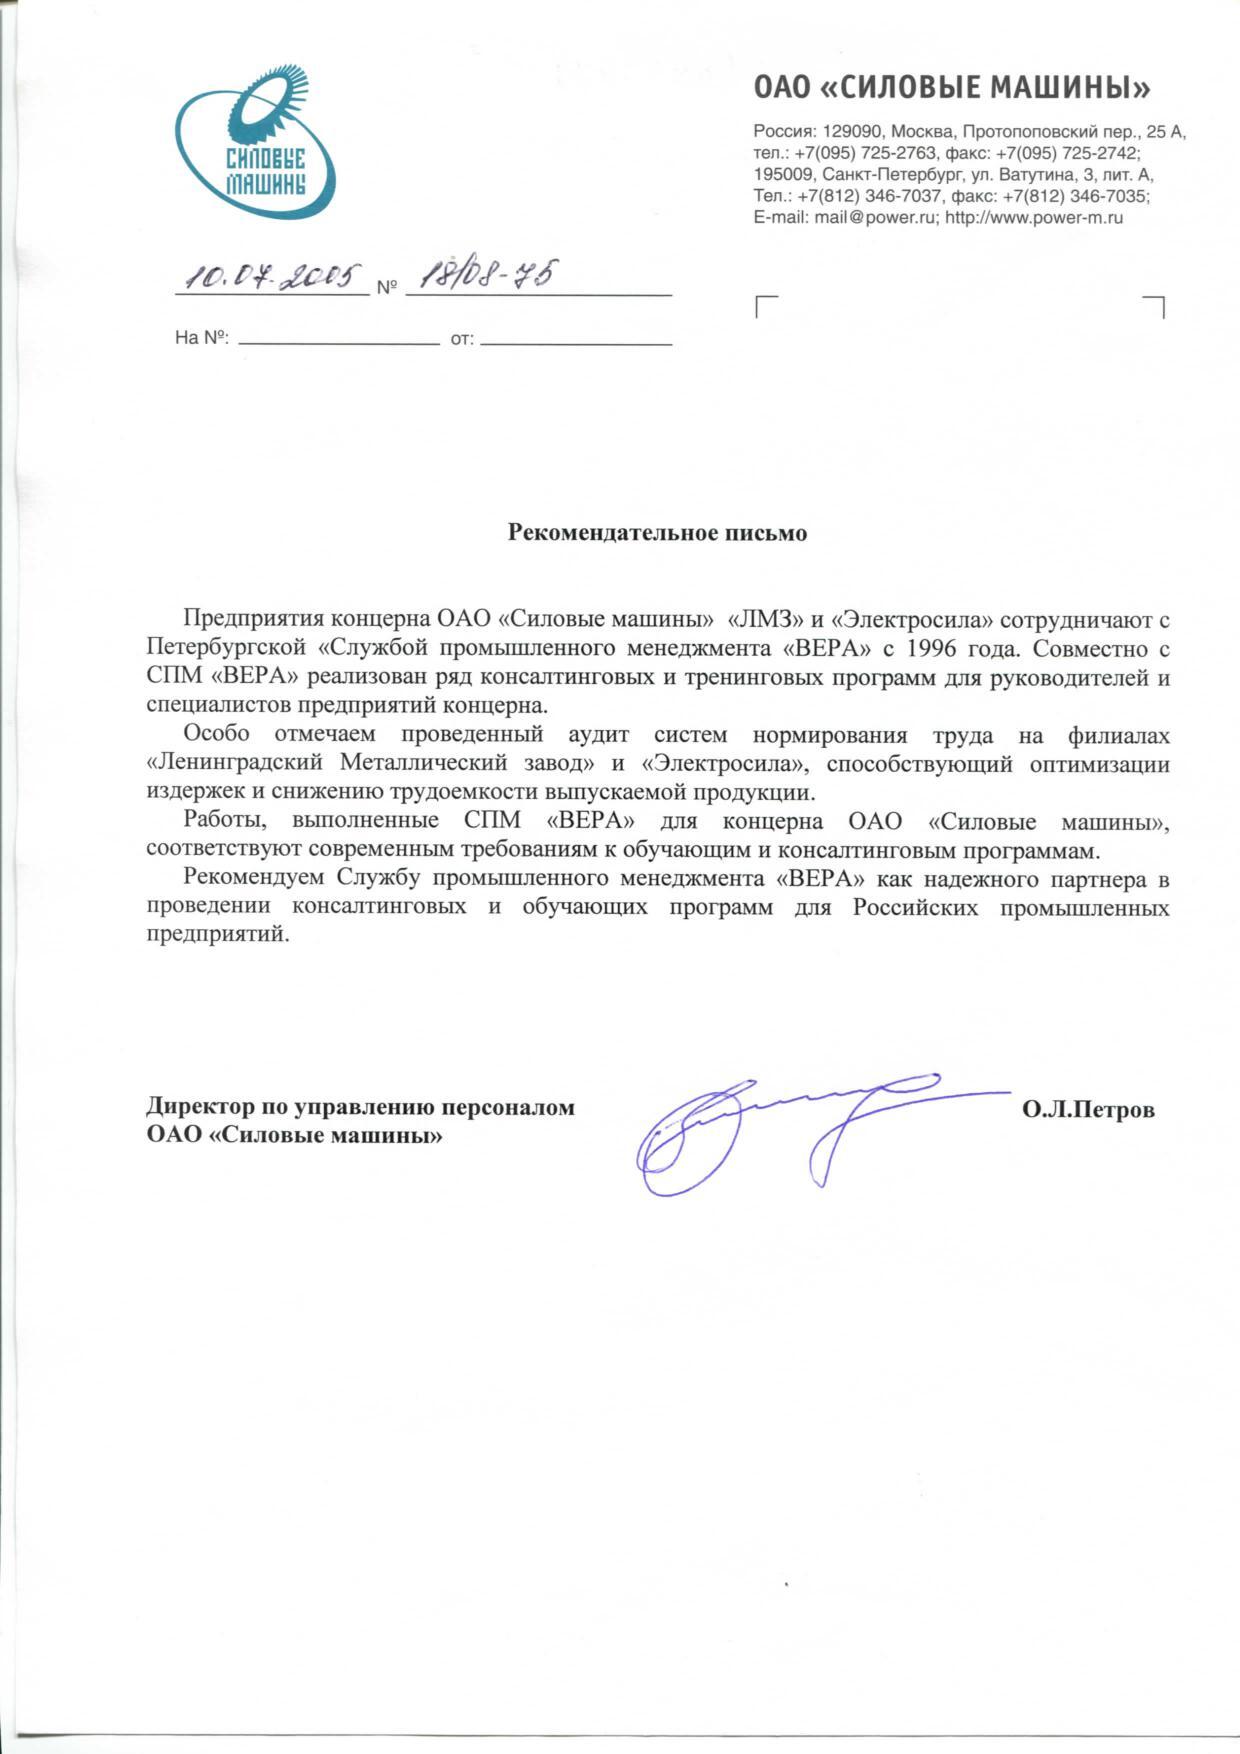 СИЛОВЫЕ
МАШИНЫ
ОАО «СИЛОВЫЕ МАШИНЫ»
Россия: 129090, Москва, Протопоповский пер., 25 А,
тел.: +7(095) 725-2763, факс: +7(095) 725-2742;
195009, Санкт-Петербург, ул. Ватутина, 3, лит. А,
Тел.: +7(812) 346-7037, факс: +7(812) 346-7035;
E-mail: mail@power.ru; http://www.power-m.ru
10.07.2005 № 18/08-75
На №: от:
Рекомендательное письмо
Предприятия концерна ОАО «Силовые машины» «ЛМЗ» и «Электросила» сотрудничают с
Петербургской «Службой промышленного менеджмента «ВЕРА» с 1996 года. Совместно с
СПМ «ВЕРА» реализован ряд консалтинговых и тренинговых программ для руководителей и
специалистов предприятий концерна.
Особо отмечаем проведенный аудит систем нормирования труда на филиалах
«Ленинградский Металлический завод» и «Электросила», способствующий оптимизации
издержек и снижению трудоемкости выпускаемой продукции.
Работы, выполненные СПМ «ВЕРА» для концерна ОАО «Силовые машины»,
соответствуют современным требованиям к обучающим и консалтинговым программам.
Рекомендуем Службу промышленного менеджмента «ВЕРА» как надежного партнера в
проведении консалтинговых и обучающих программ для Российских промышленных
предприятий.
Директор по управлению персоналом
ОАО «Силовые машины»
О.Л.Петров